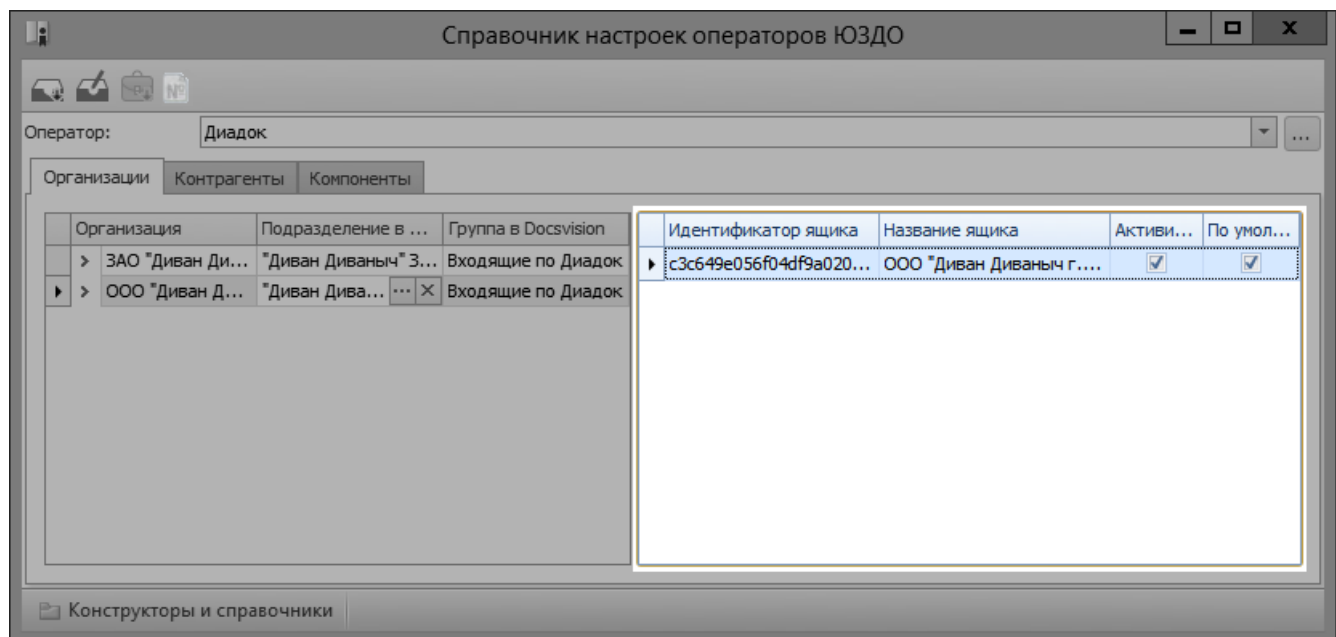 Справочник настроек операторов ЮЗДО
№
Оператор: Диадок
Организации Контрагенты Компоненты
Организация Подразделение в ... Группа в Docsvision Идентификатор ящика Название ящика Активи... По умол...
ЗАО "Диван Ди... "Диван Диваныч" З... Входящие по Диадок c3c649e056f04df9a020... ООО "Диван Диваныч г....
ООО "Диван Д... "Диван Дива... Входящие по Диадок
Конструкторы и справочники